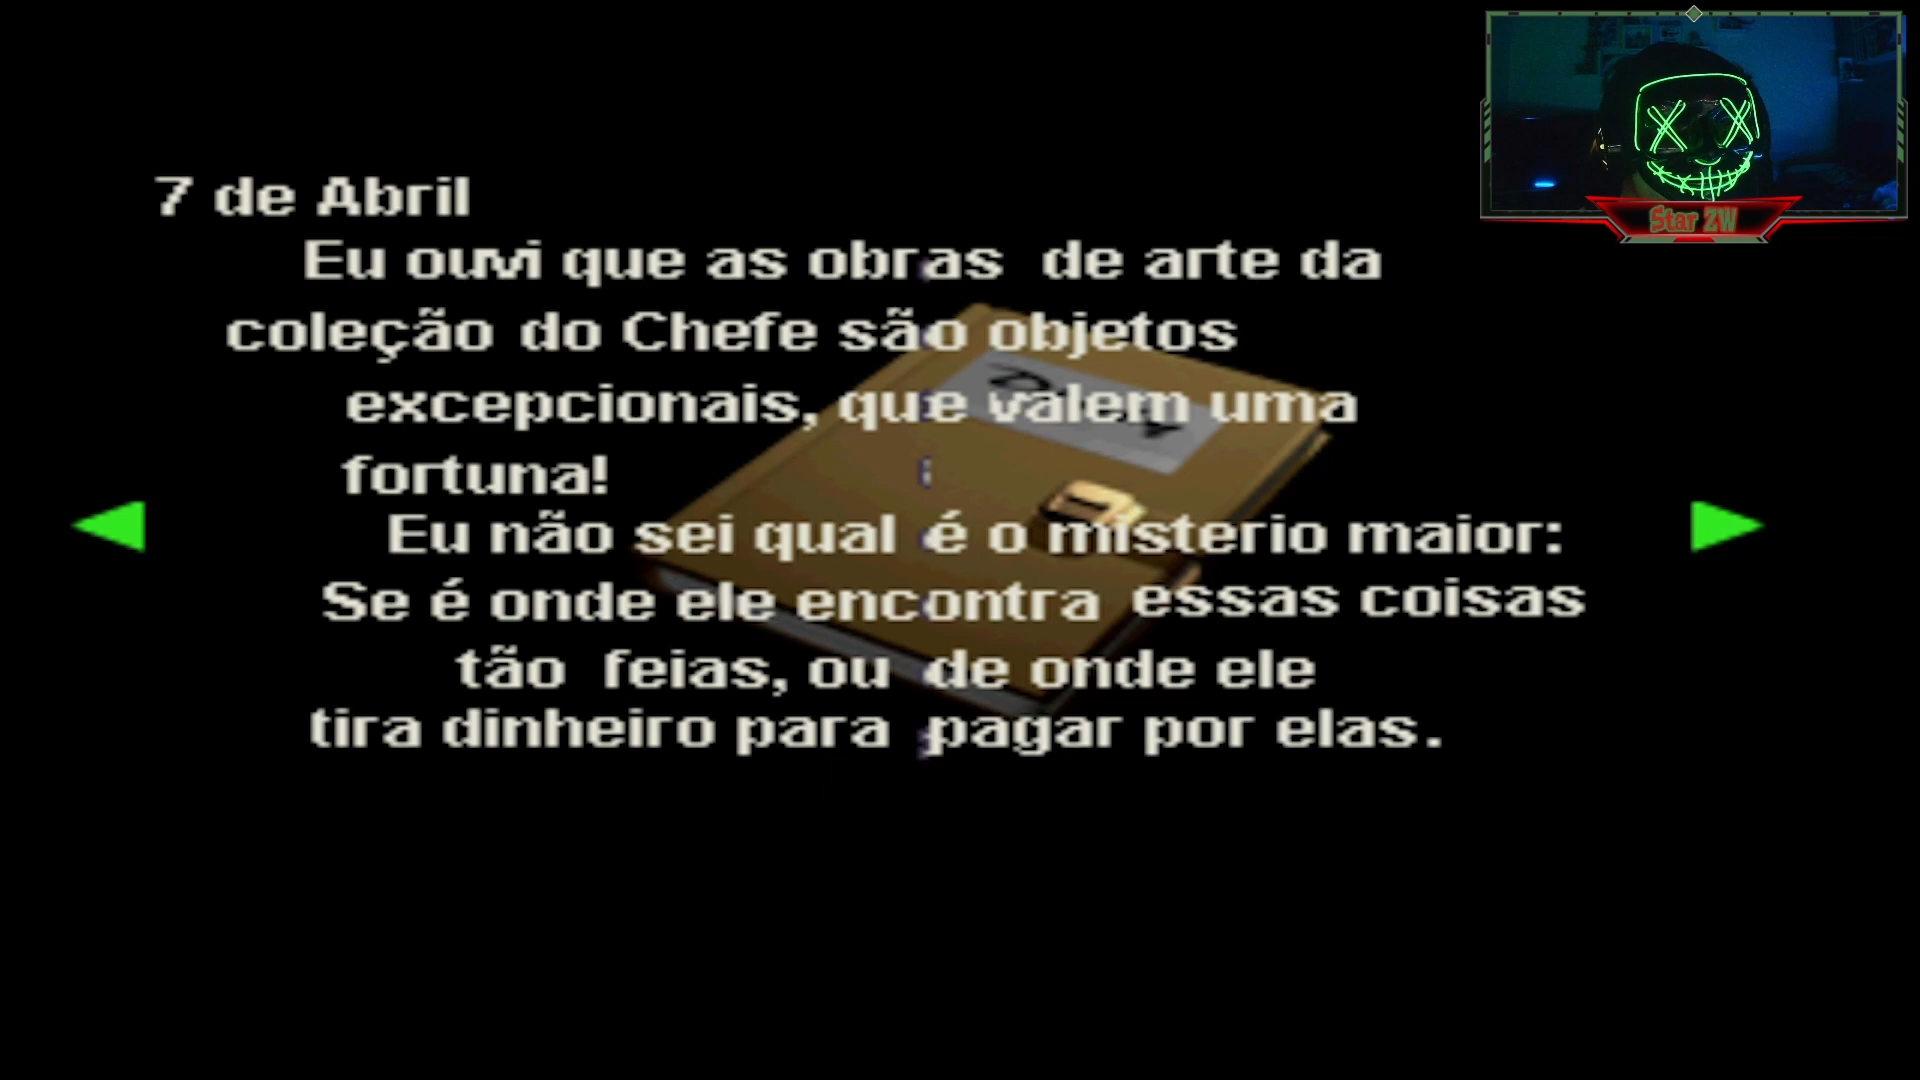 Star 2W
7 de Abril
Eu ouvi que as obras de arte da
coleção do Chefe são objetos
excepcionais, que valem uma
fortuna!
Eu não sei qual é o misterio maior:
Se é onde ele encontra essas coisas
tão feias, ou de onde ele
tira dinheiro para pagar por elas.